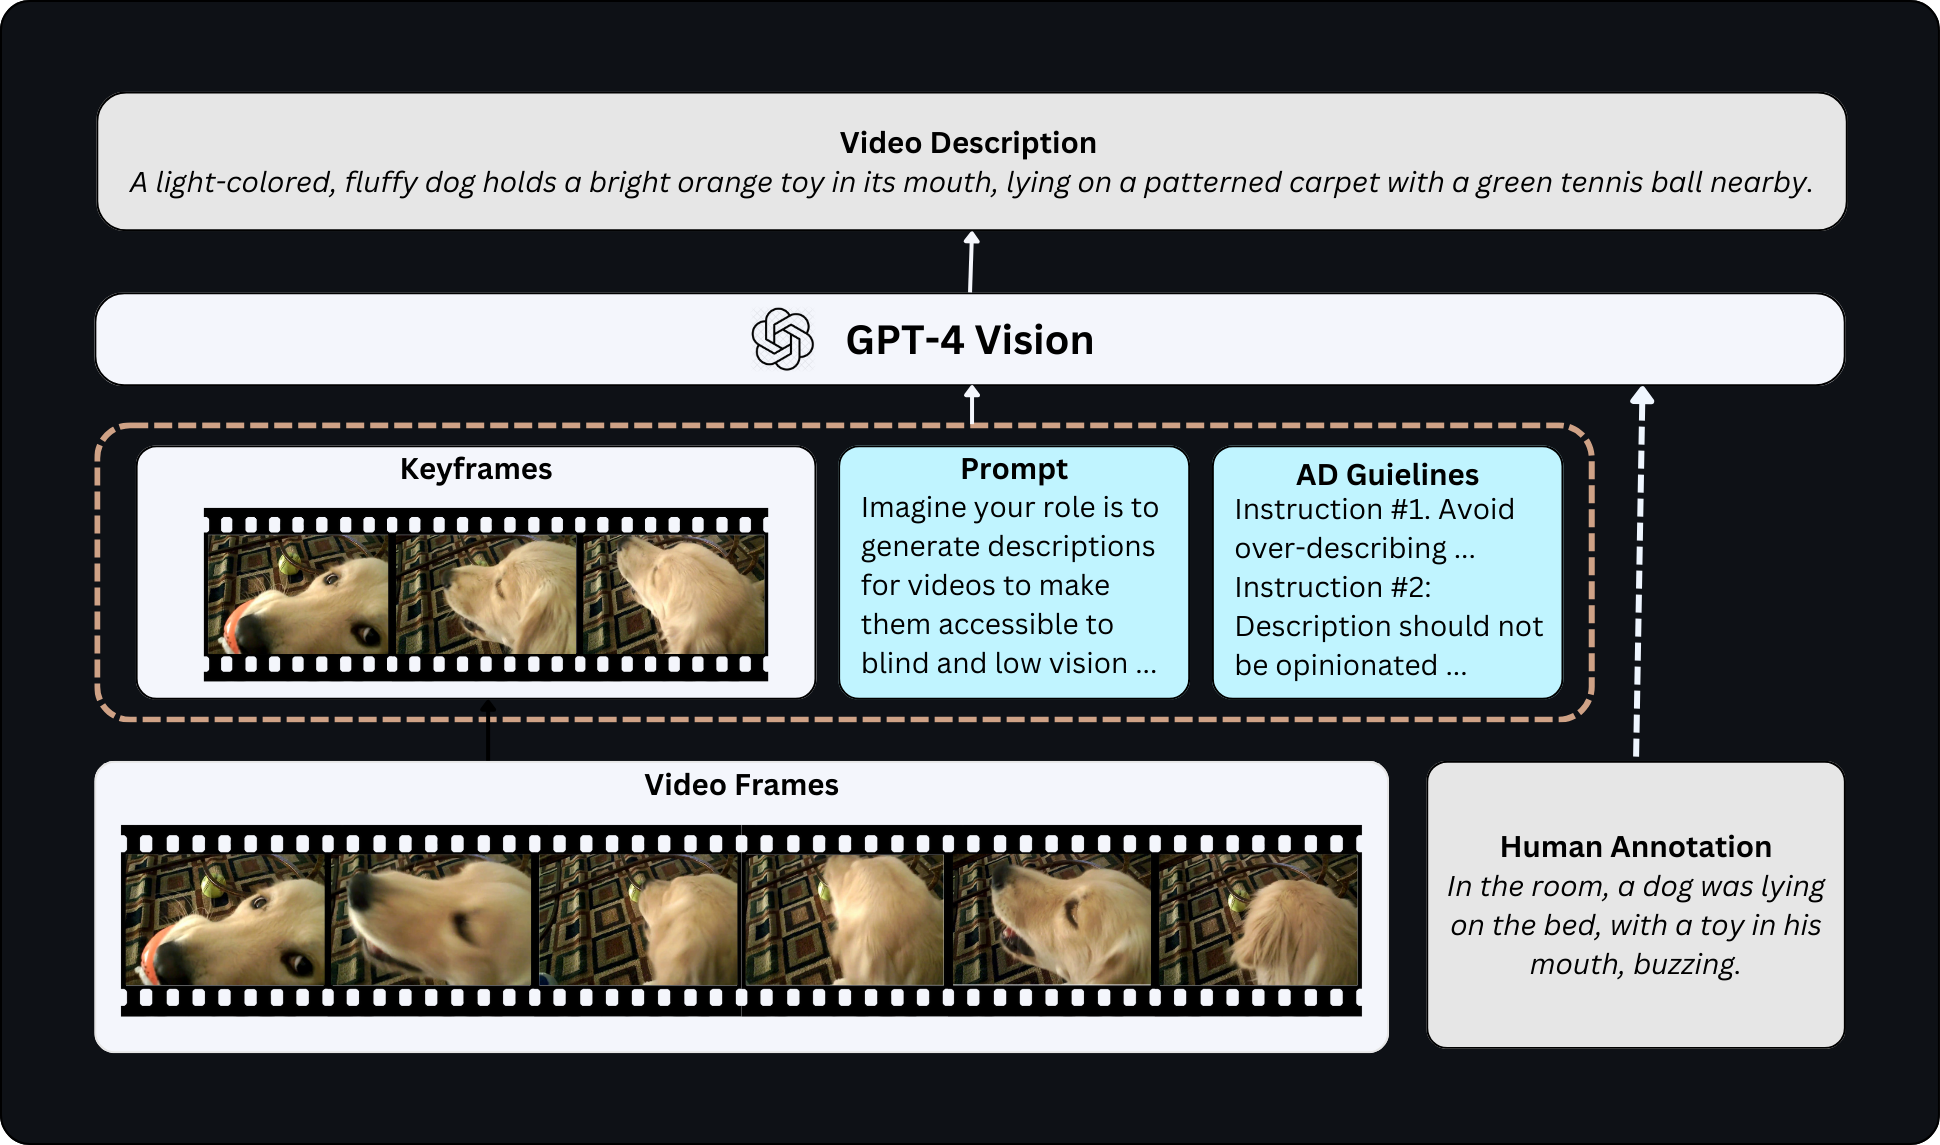 Video Description
A light-colored, fluffy dog holds a bright orange toy in its mouth, lying on a patterned carpet with a green tennis ball nearby.
GPT-4 Vision
Keyframes
Prompt
Imagine your role is to
generate descriptions
for videos to make
them accessible to
blind and low vision ...
AD Guielines
Instruction #1. Avoid
over-describing ...
Instruction #2:
Description should not
be opinionated ...
Video Frames
Human Annotation
In the room, a dog was lying
on the bed, with a toy in his
mouth, buzzing.